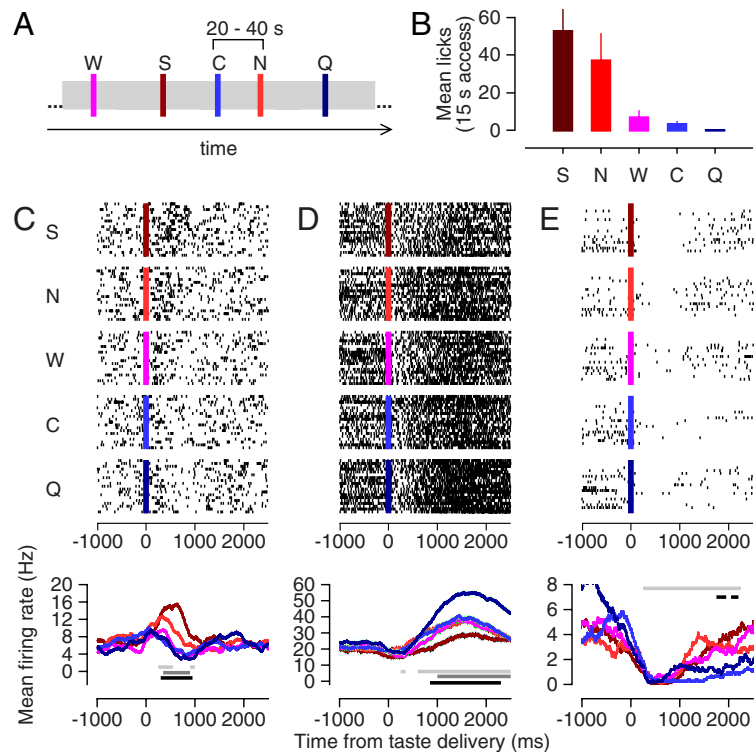 A
B
20 - 40 s
W S C N Q
... ...
time
Mean licks
(15 s access)
60
40
20
0
S N W C Q
C D E
S
N
W
C
Q
-1000 0 1000 2000
-1000 0 1000 2000
-1000 0 1000 2000
Mean firing rate (Hz)
20
16
12
8
4
0
60
50
40
30
20
10
0
8
6
4
2
0
-1000 0 1000 2000
-1000 0 1000 2000
-1000 0 1000 2000
Time from taste delivery (ms)